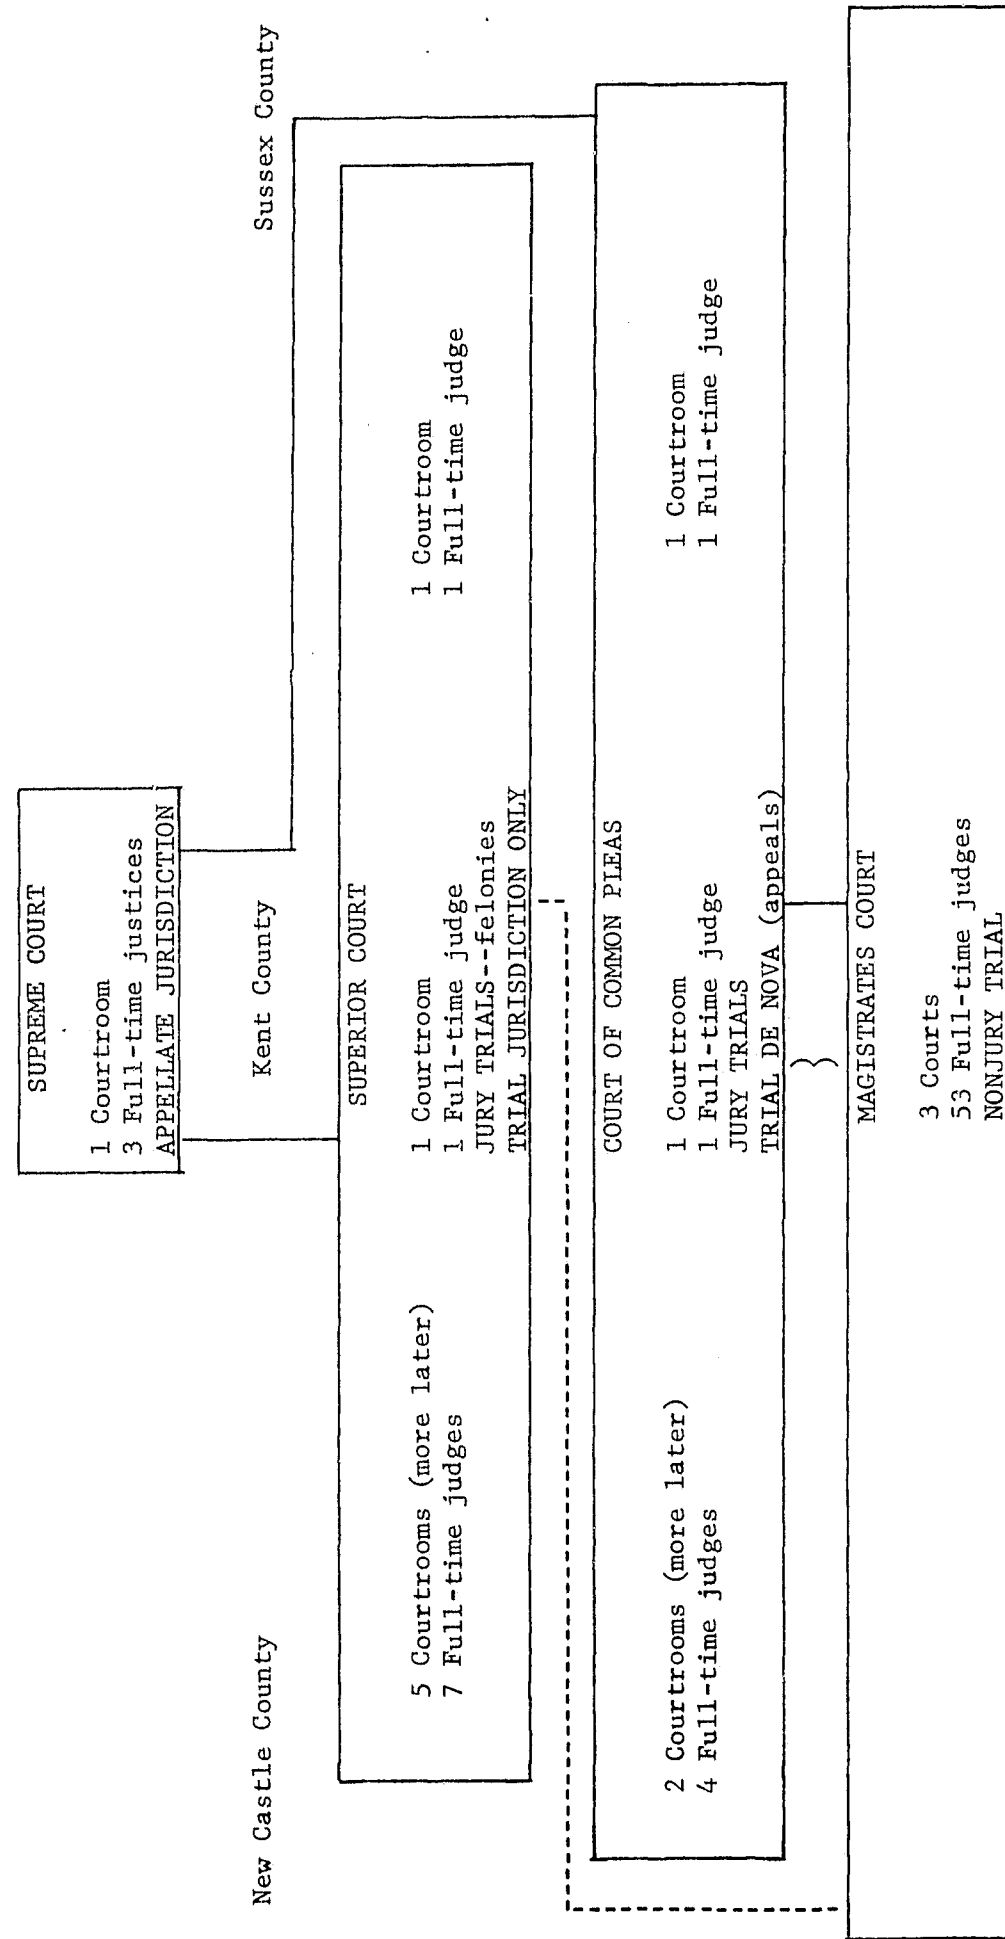 SUPREME COURT
1 Courtroom
3 Full-time justices
APPELLATE JURISDICTION
New Castle County
Kent County
Sussex County
SUPERIOR COURT
5 Courtrooms (more later)
7 Full-time judges
1 Courtroom
1 Full-time judge
JURY TRIALS--felonies
TRIAL JURISDICTION ONLY
1 Courtroom
1 Full-time judge
COURT OF COMMON PLEAS
2 Courtrooms (more later)
4 Full-time judges
1 Courtroom
1 Full-time judge
JURY TRIALS
TRIAL DE NOVA (appeals)
1 Courtroom
1 Full-time judge
MAGISTRATES COURT
3 Courts
53 Full-time judges
NONJURY TRIAL